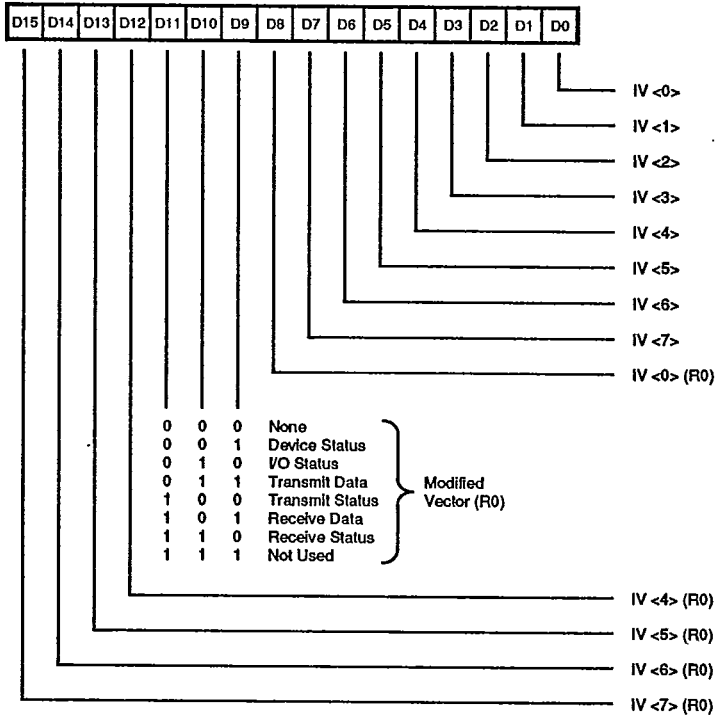 D15 D14 D13 D12 D11 D10 D9 D8 D7 D6 D5 D4 D3 D2 D1 D0
IV <0>
IV <1>
IV <2>
IV <3>
IV <4>
IV <5>
IV <6>
IV <7>
IV <0> (R0)
0 0 0 None
0 0 1 Device Status
0 1 0 I/O Status
0 1 1 Transmit Data
1 0 0 Transmit Status
1 0 1 Receive Data
1 1 0 Receive Status
1 1 1 Not Used
Modified
Vector (R0)
IV <4> (R0)
IV <5> (R0)
IV <6> (R0)
IV <7> (R0)